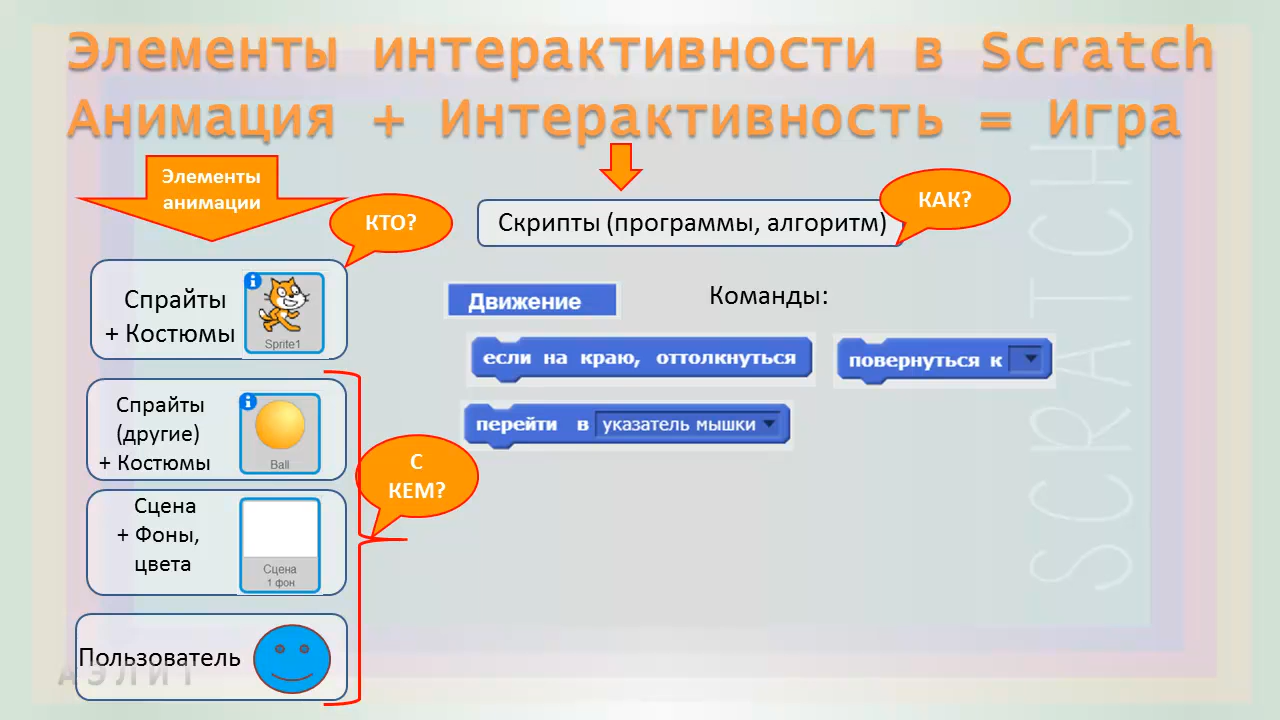 Элементы интерактивности в Scratch
Анимация + Интерактивность = Игра
Элементы
анимации
КТО?
Скрипты (программы, алгоритм)
КАК?
Спрайты
+ Костюмы
Sprite1
Движение
Команды:
если на краю, оттолкнуться
повернуться к
перейти в указатель мышки
Спрайты
(другие)
+ Костюмы
Ball
С
КЕМ?
Сцена
+ Фоны,
цвета
Сцена
1 фон
Пользователь
АЭЛИТ
SCRATCH